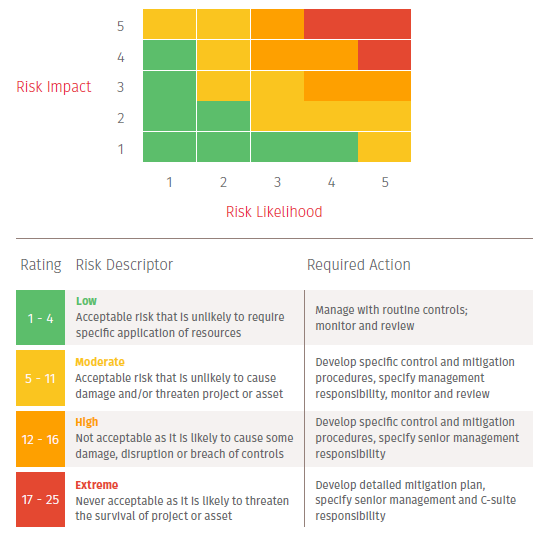 5
4
Risk Impact
3
2
1
1 2 3 4 5
Risk Likelihood
Rating Risk Descriptor Required Action
1 - 4
Low
Acceptable risk that is unlikely to require
specific application of resources
Manage with routine controls;
monitor and review
5 - 11
Moderate
Acceptable risk that is unlikely to cause
damage and/or threaten project or asset
Develop specific control and mitigation
procedures, specify management
responsibility, monitor and review
12 - 16
High
Not acceptable as it is likely to cause some
damage, disruption or breach of controls
Develop specific control and mitigation
procedures, specify senior management
responsibility
17 - 25
Extreme
Never acceptable as it is likely to threaten
the survival of project or asset
Develop detailed mitigation plan,
specify senior management and C-suite
responsibility